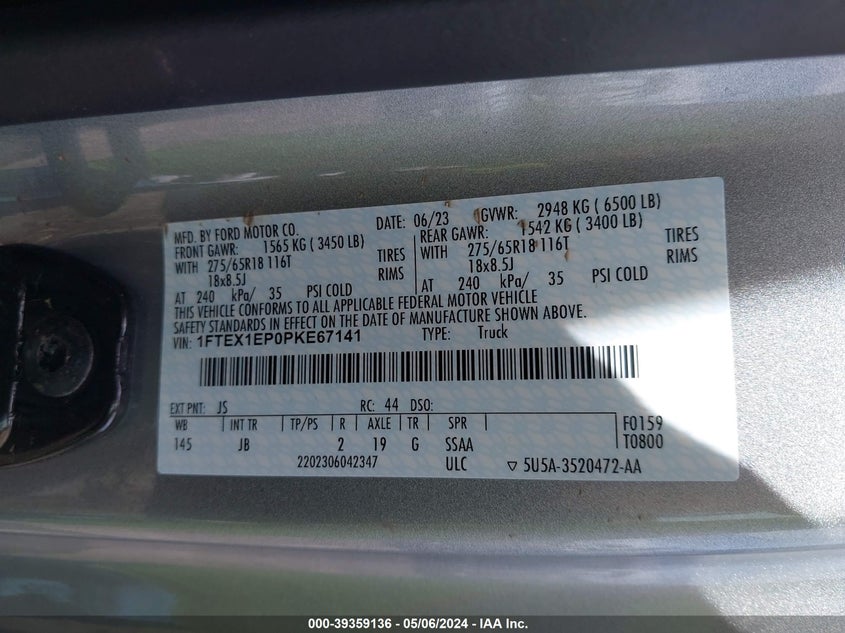 MFD. BY FORD MOTOR CO. DATE: 06/23 GVWR: 2948 KG ( 6500 LB)
FRONT GAWR: 1565 KG ( 3450 LB) REAR GAWR: 1542 KG ( 3400 LB)
WITH 275/65R18 116T TIRES WITH 275/65R18 116T TIRES
18x8.5J RIMS 18x8.5J RIMS
AT 240 kPa/ 35 PSI COLD AT 240 kPa/ 35 PSI COLD
THIS VEHICLE CONFORMS TO ALL APPLICABLE FEDERAL MOTOR VEHICLE
SAFETY STANDARDS IN EFFECT ON THE DATE OF MANUFACTURE SHOWN ABOVE.
VIN: 1FTEX1EP0PKE67141 TYPE: Truck
EXT PNT: JS RC: 44 DSO:
WB INT TR TP/PS R AXLE TR SPR F0159
145 JB 2 19 G SSAA T0800
2202306042347 ULC ▽ 5U5A-3520472-AA
000-39359136 - 05/06/2024 - IAA Inc.